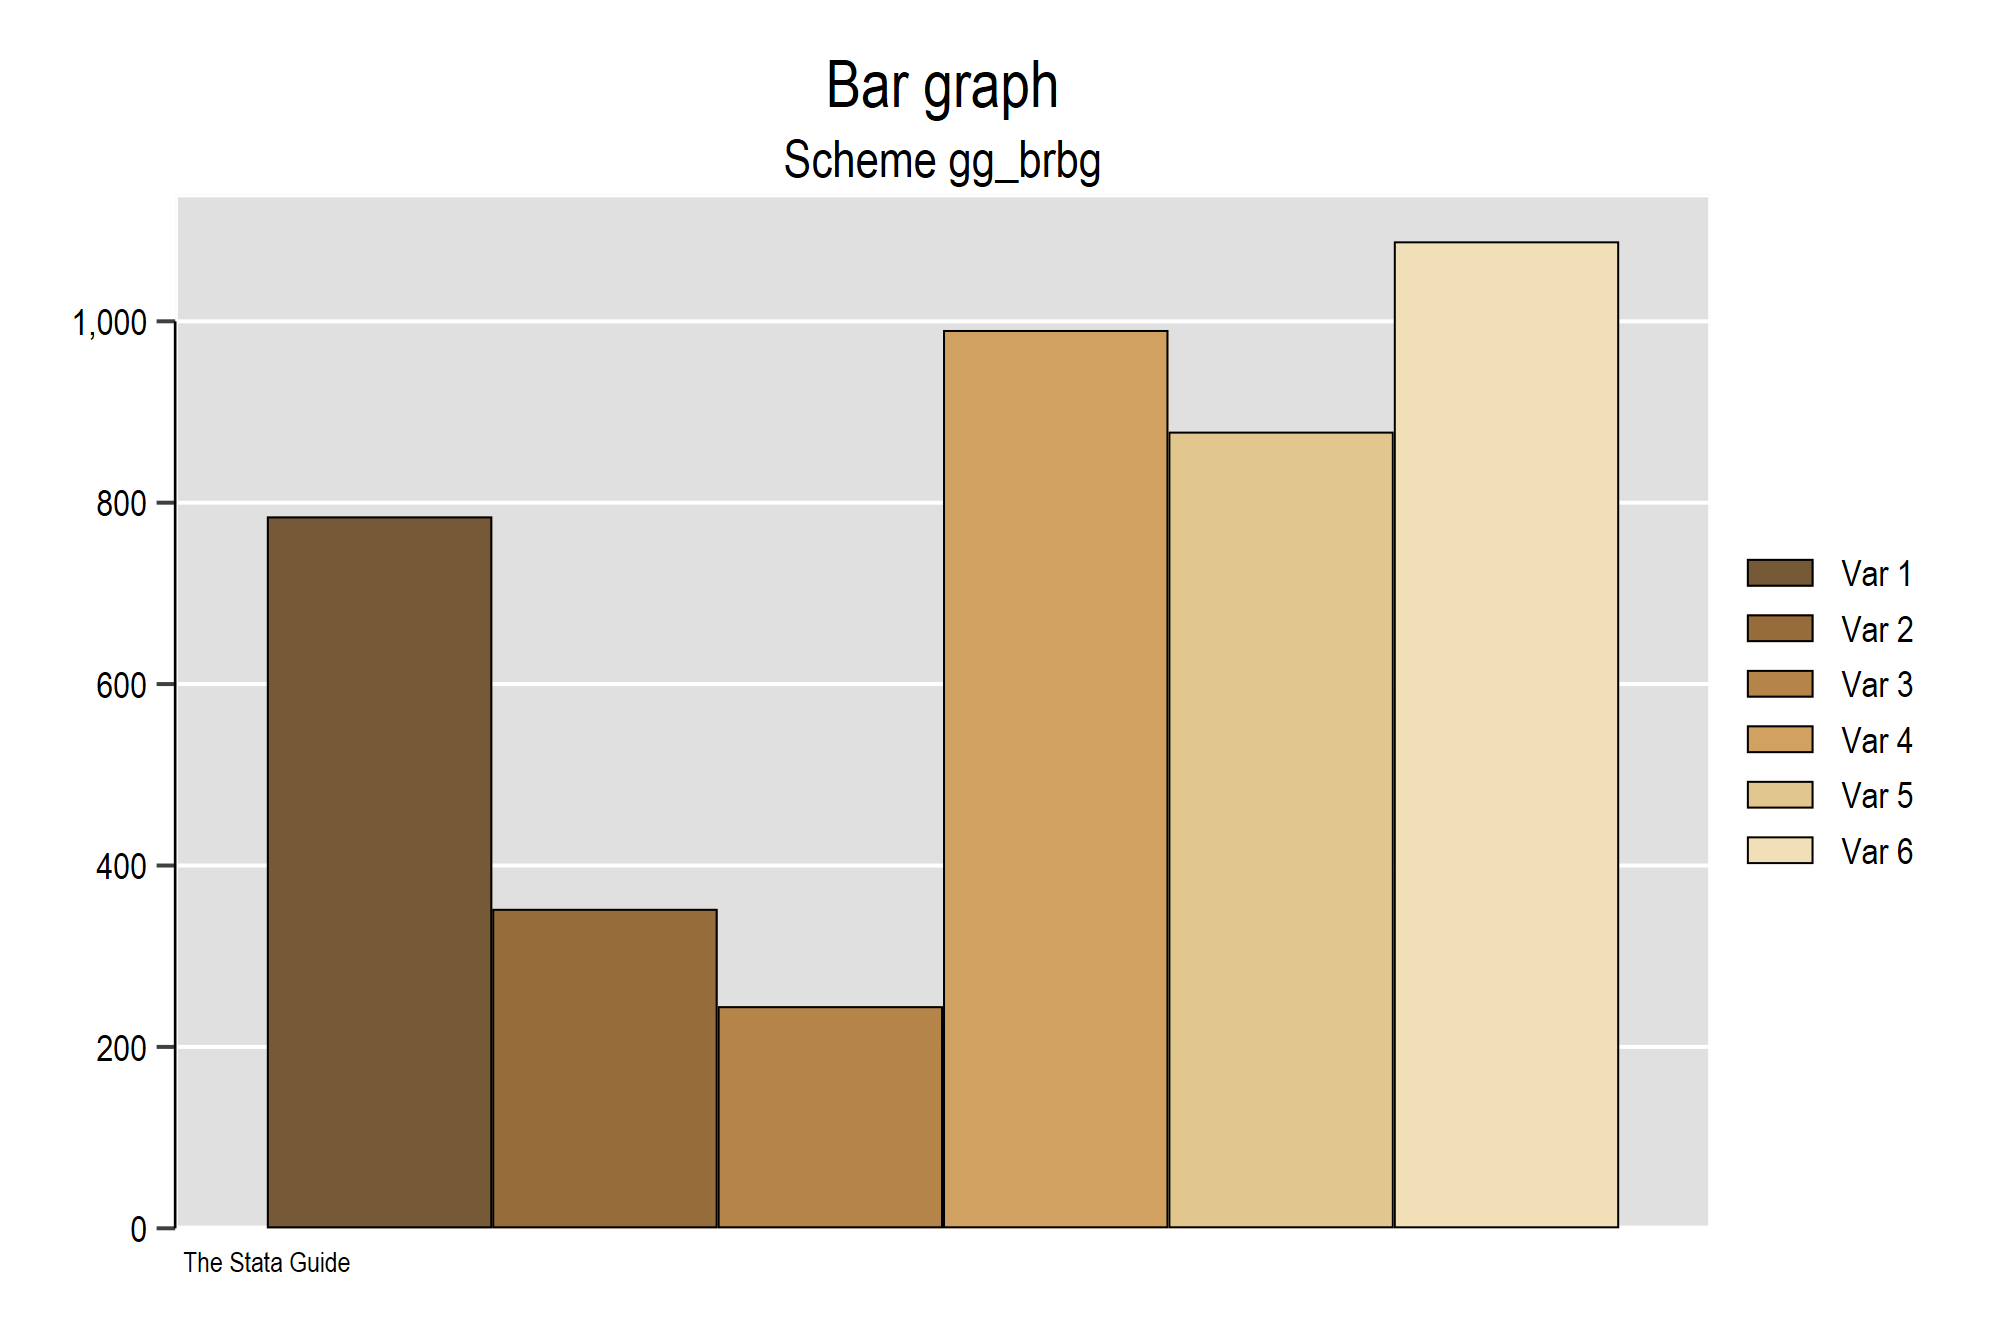 Bar graph
Scheme gg_brbg
1,000
800
600
400
200
0
Var 1
Var 2
Var 3
Var 4
Var 5
Var 6
The Stata Guide